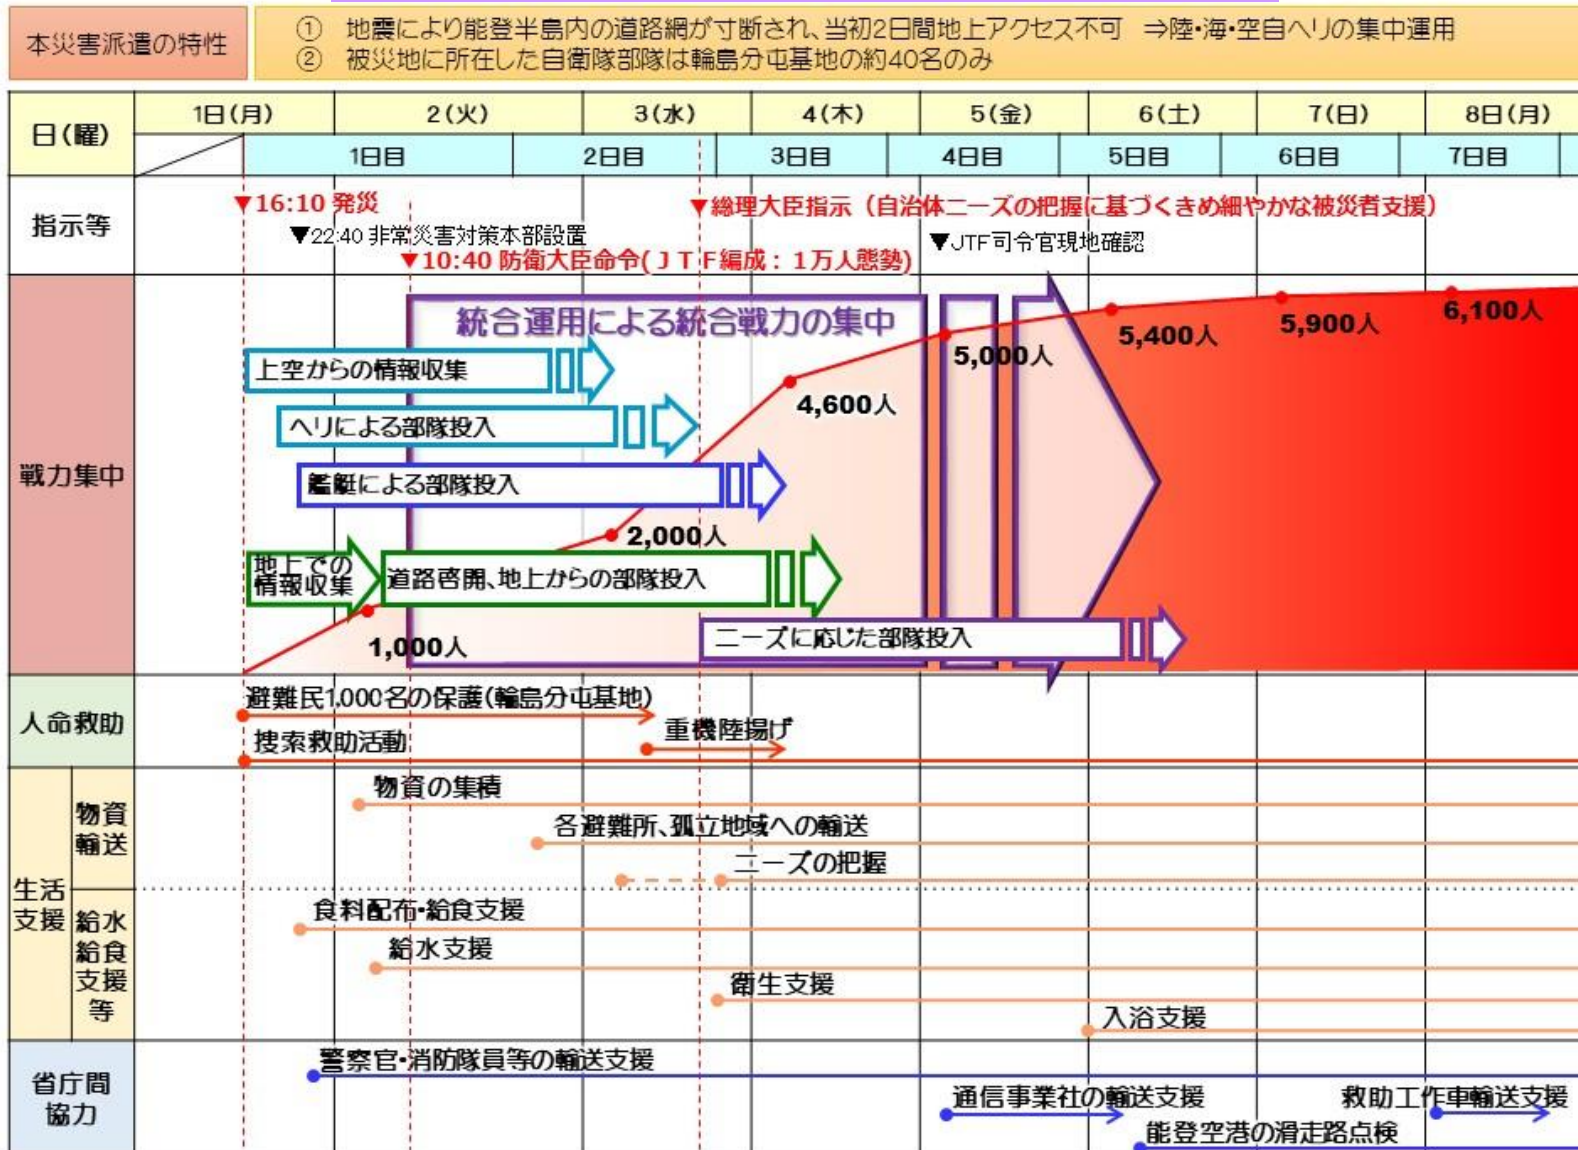 本災害派遣の特性
① 地震により能登半島内の道路網が寸断され、当初2日間地上アクセス不可 ⇒陸・海・空自ヘリの集中運用
② 被災地に所在した自衛隊部隊は輪島分屯基地の約40名のみ
日(曜)
1日(月) 2(火) 3(水) 4(木) 5(金) 6(土) 7(日) 8日(月)
1日目 2日目 3日目 4日目 5日目 6日目 7日目
指示等
▼16:10 発災
▼総理大臣指示（自治体ニーズの把握に基づくきめ細やかな被災者支援）
▼22:40 非常災害対策本部設置
▼JTF司令官現地確認
▼10:40 防衛大臣命令(ＪＴＦ編成：１万人態勢)
戦力集中
統合運用による統合戦力の集中
上空からの情報収集
ヘリによる部隊投入
艦艇による部隊投入
地上での
情報収集
道路啓開、地上からの部隊投入
ニーズに応じた部隊投入
1,000人
2,000人
4,600人
5,000人
5,400人
5,900人
6,100人
人命救助
避難民1,000名の保護(輪島分屯基地)
重機陸揚げ
捜索救助活動
生活
支援
物資
輸送
物資の集積
各避難所、孤立地域への輸送
ニーズの把握
給水
給食
支援
等
食料配布・給食支援
給水支援
衛生支援
入浴支援
省庁間
協力
警察官・消防隊員等の輸送支援
通信事業社の輸送支援
救助工作車輸送支援
能登空港の滑走路点検